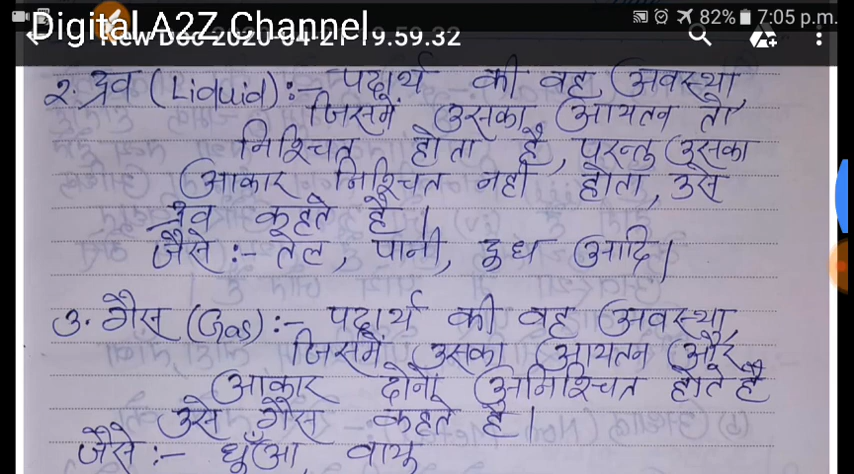 Digital A2Z Channel
82% 7:05 p.m.
New Doc 2020-04-21 19.59.32
२. द्रव (Liquid) :- पदार्थ की वह अवस्था,
जिसमें उसका आयतन तो
निश्चित होता है, परन्तु उसका
आकार निश्चित नहीं होता, उसे
द्रव कहते है।
जैसे :- तेल, पानी, दुध आदि।
३. गैस (Gas) :- पदार्थ की वह अवस्था,
जिसमें उसका आयतन और
आकार दोनों अनिश्चित होते है
उसे गैस कहते है।
जैसे :- धुँआ, वायु